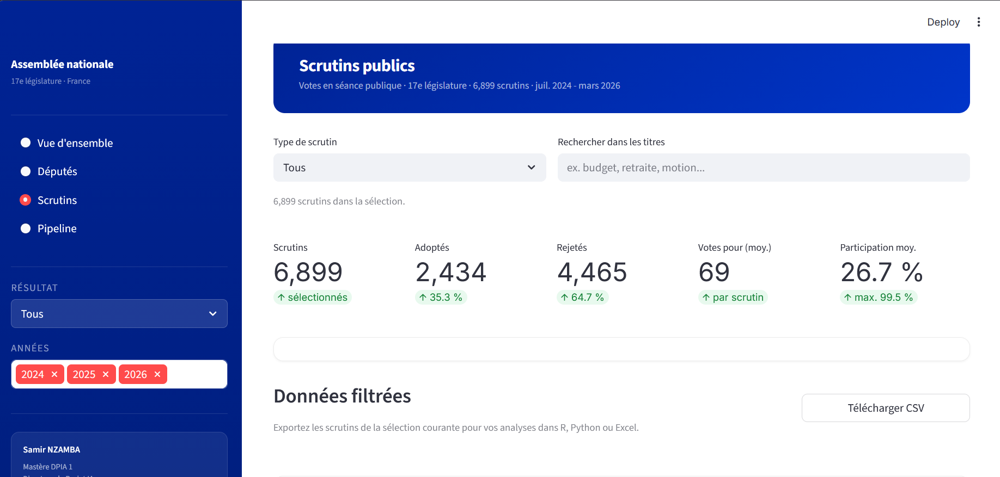 Deploy
Assemblée nationale
17e législature · France
Vue d'ensemble
Députés
Scrutins
Pipeline
RÉSULTAT
Tous
ANNÉES
2024 × 2025 × 2026 ×
Samir NZAMBA
Mastère DPIA 1
Scrutins publics
Votes en séance publique · 17e législature · 6,899 scrutins · juil. 2024 - mars 2026
Type de scrutin
Tous
Rechercher dans les titres
ex. budget, retraite, motion...
6,899 scrutins dans la sélection.
Scrutins
6,899
↑ sélectionnés
Adoptés
2,434
↑ 35.3 %
Rejetés
4,465
↑ 64.7 %
Votes pour (moy.)
69
↑ par scrutin
Participation moy.
26.7 %
↑ max. 99.5 %
Données filtrées
Télécharger CSV
Exportez les scrutins de la sélection courante pour vos analyses dans R, Python ou Excel.